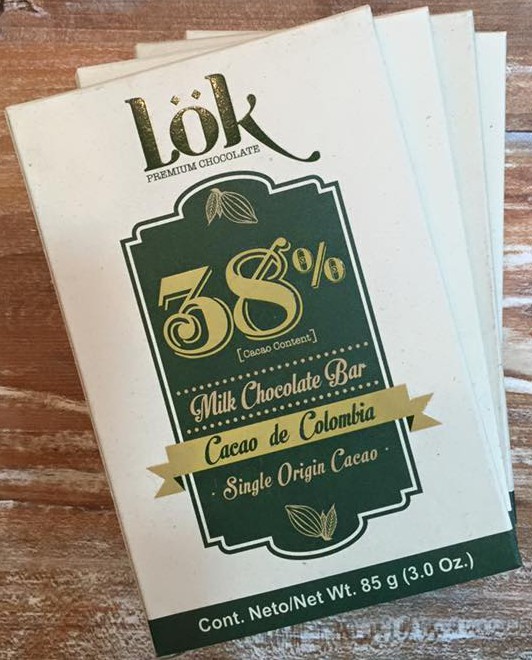 lök
PREMIUM CHOCOLATE
38%
[Cacao Content]
Milk Chocolate Bar
Cacao de Colombia
· Single Origin Cacao ·
Cont. Neto/Net Wt. 85 g (3.0 Oz.)